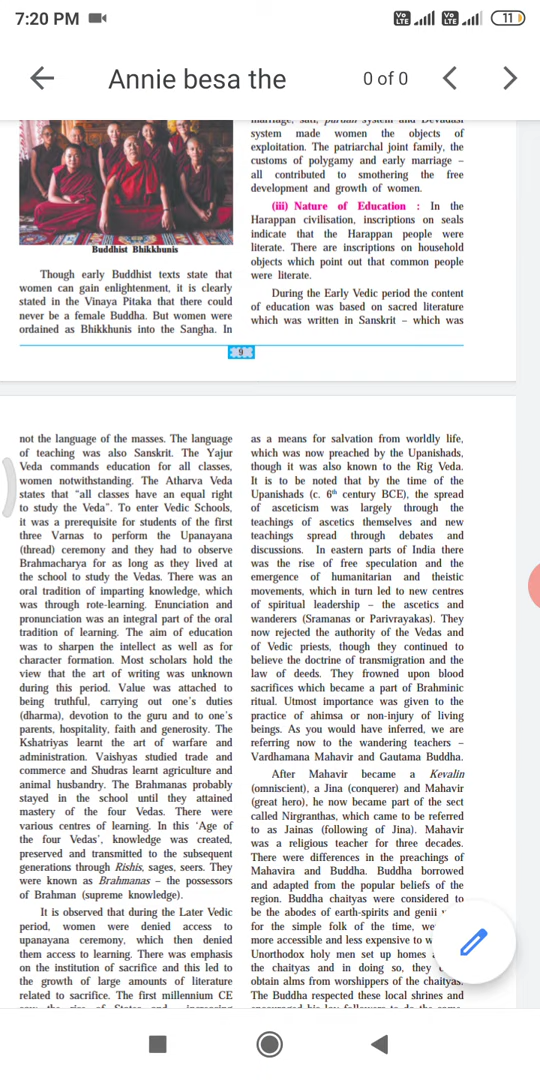 7:20 PM
Vo LTE
Vo LTE
11
Annie besa the
0 of 0
Buddhist Bhikkhunis
Though early Buddhist texts state that
women can gain enlightenment, it is clearly
stated in the Vinaya Pitaka that there could
never be a female Buddha. But women were
ordained as Bhikkhunis into the Sangha. In
marriage, sati, purdah system and Devadasi
system made women the objects of
exploitation. The patriarchal joint family, the
customs of polygamy and early marriage –
all contributed to smothering the free
development and growth of women.
(iii) Nature of Education : In the
Harappan civilisation, inscriptions on seals
indicate that the Harappan people were
literate. There are inscriptions on household
objects which point out that common people
were literate.
During the Early Vedic period the content
of education was based on sacred literature
which was written in Sanskrit – which was
9
not the language of the masses. The language
of teaching was also Sanskrit. The Yajur
Veda commands education for all classes,
women notwithstanding. The Atharva Veda
states that “all classes have an equal right
to study the Veda”. To enter Vedic Schools,
it was a prerequisite for students of the first
three Varnas to perform the Upanayana
(thread) ceremony and they had to observe
Brahmacharya for as long as they lived at
the school to study the Vedas. There was an
oral tradition of imparting knowledge, which
was through rote-learning. Enunciation and
pronunciation was an integral part of the oral
tradition of learning. The aim of education
was to sharpen the intellect as well as for
character formation. Most scholars hold the
view that the art of writing was unknown
during this period. Value was attached to
being truthful, carrying out one’s duties
(dharma), devotion to the guru and to one’s
parents, hospitality, faith and generosity. The
Kshatriyas learnt the art of warfare and
administration. Vaishyas studied trade and
commerce and Shudras learnt agriculture and
animal husbandry. The Brahmanas probably
stayed in the school until they attained
mastery of the four Vedas. There were
various centres of learning. In this ‘Age of
the four Vedas’, knowledge was created,
preserved and transmitted to the subsequent
generations through Rishis, sages, seers. They
were known as Brahmanas – the possessors
of Brahman (supreme knowledge).
It is observed that during the Later Vedic
period, women were denied access to
upanayana ceremony, which then denied
them access to learning. There was emphasis
on the institution of sacrifice and this led to
the growth of large amounts of literature
related to sacrifice. The first millennium CE
saw the rise of States and increasing
as a means for salvation from worldly life,
which was now preached by the Upanishads,
though it was also known to the Rig Veda.
It is to be noted that by the time of the
Upanishads (c. 6th century BCE), the spread
of asceticism was largely through the
teachings of ascetics themselves and new
teachings spread through debates and
discussions. In eastern parts of India there
was the rise of free speculation and the
emergence of humanitarian and theistic
movements, which in turn led to new centres
of spiritual leadership – the ascetics and
wanderers (Sramanas or Parivrayakas). They
now rejected the authority of the Vedas and
of Vedic priests, though they continued to
believe the doctrine of transmigration and the
law of deeds. They frowned upon blood
sacrifices which became a part of Brahminic
ritual. Utmost importance was given to the
practice of ahimsa or non-injury of living
beings. As you would have inferred, we are
referring now to the wandering teachers –
Vardhamana Mahavir and Gautama Buddha.
After Mahavir became a Kevalin
(omniscient), a Jina (conquerer) and Mahavir
(great hero), he now became part of the sect
called Nirgranthas, which came to be referred
to as Jainas (following of Jina). Mahavir
was a religious teacher for three decades.
There were differences in the preachings of
Mahavira and Buddha. Buddha borrowed
and adapted from the popular beliefs of the
region. Buddha chaityas were considered to
be the abodes of earth-spirits and genii
for the simple folk of the time,
more accessible and less expensive to
Unorthodox holy men set up homes
the chaityas and in doing so, they
obtain alms from worshippers of the chaityas.
The Buddha respected these local shrines and
encouraged his lay followers to do the same.